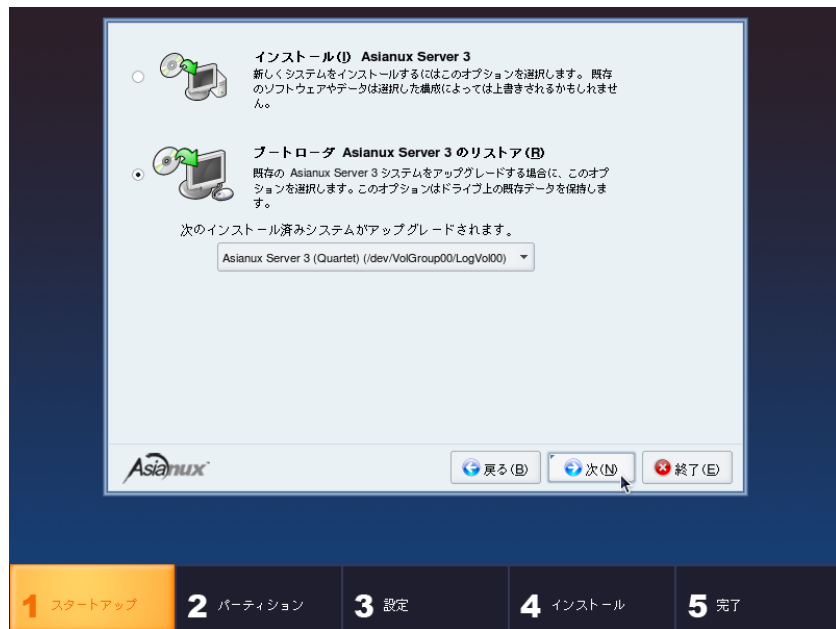 インストール(I) Asianux Server 3
新しくシステムをインストールするにはこのオプションを選択します。 既存
のソフトウェアやデータは選択した構成によっては上書きされるかもしれませ
ん。
ブートローダ Asianux Server 3 のリストア(R)
既存の Asianux Server 3 システムをアップグレードする場合に、このオプ
ションを選択します。このオプションはドライブ上の既存データを保持しま
す。
次のインストール済みシステムがアップグレードされます。
Asianux Server 3 (Quartet) (/dev/VolGroup00/LogVol00)
Asianux
戻る(B)
次(N)
終了(E)
1 スタートアップ
2 パーティション
3 設定
4 インストール
5 完了